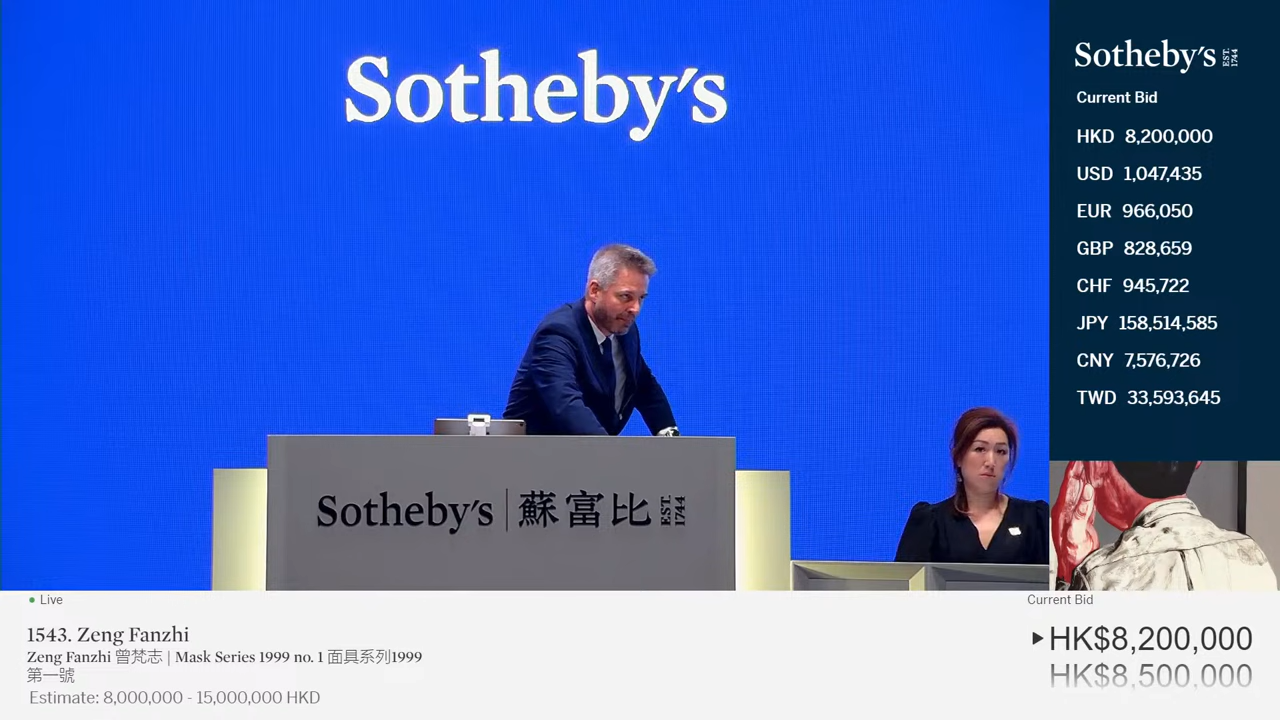 Sotheby's
Sotheby's EST. 1744
Current Bid
HKD 8,200,000
USD 1,047,435
EUR 966,050
GBP 828,659
CHF 945,722
JPY 158,514,585
CNY 7,576,726
TWD 33,593,645
Sotheby's | 蘇富比 EST. 1744
Live
1543. Zeng Fanzhi
Zeng Fanzhi 曾梵志 | Mask Series 1999 no. 1 面具系列1999
第一號
Estimate: 8,000,000 - 15,000,000 HKD
Current Bid
HK$8,200,000
HK$8,500,000